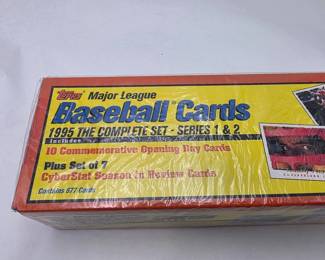 Topps Major League
Baseball Cards
1995 THE COMPLETE SET - SERIES 1 & 2
Includes
10 Commemorative Opening Day Cards
Plus Set of 7
CyberStat Season in Review Cards
Contains 677 Cards